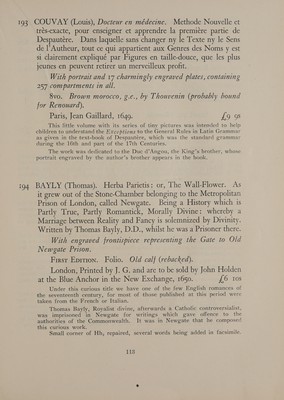 193 COUVAY (Louis), Docteur en médecine. Methode Nouvelle et
très-exacte, pour enseigner et apprendre la première partie de
Despautère. Dans laquelle sans changer ny le Texte ny le Sens
de l'Autheur, tout ce qui appartient aux Genres des Noms y est
si clairement expliqué par Figures en taille-douce, que les plus
jeunes en peuvent retirer un merveilleux profit.
With portrait and 17 charmingly engraved plates, containing
257 compartments in all.
8vo. Brown morocco, g.e., by Thouvenin (probably bound
for Renouard).
Paris, Jean Gaillard, 1649. £9 9s
This little volume with its series of tiny pictures was intended to help
children to understand the Exceptions to the General Rules in Latin Grammar
as given in the text-book of Despautère, which was the standard grammar
during the 16th and part of the 17th Centuries.
The work was dedicated to the Duc d'Anjou, the King's brother, whose
portrait engraved by the author's brother appears in the book.
194 BAYLY (Thomas). Herba Parietis: or, The Wall-Flower. As
it grew out of the Stone-Chamber belonging to the Metropolitan
Prison of London, called Newgate. Being a History which is
Partly True, Partly Romantick, Morally Divine: whereby a
Marriage between Reality and Fancy is solemnized by Divinity.
Written by Thomas Bayly, D.D., whilst he was a Prisoner there.
With engraved frontispiece representing the Gate to Old
Newgate Prison.
FIRST EDITION. Folio. Old calf (rebacked).
London, Printed by J. G. and are to be sold by John Holden
at the Blue Anchor in the New Exchange, 1650. £6 10s
Under this curious title we have one of the few English romances of
the seventeenth century, for most of those published at this period were
taken from the French or Italian.
Thomas Bayly, Royalist divine, afterwards a Catholic controversialist,
was imprisoned in Newgate for writings which gave offence to the
authorities of the Commonwealth. It was in Newgate that he composed
this curious work.
Small corner of Hh, repaired, several words being added in facsimile.
118